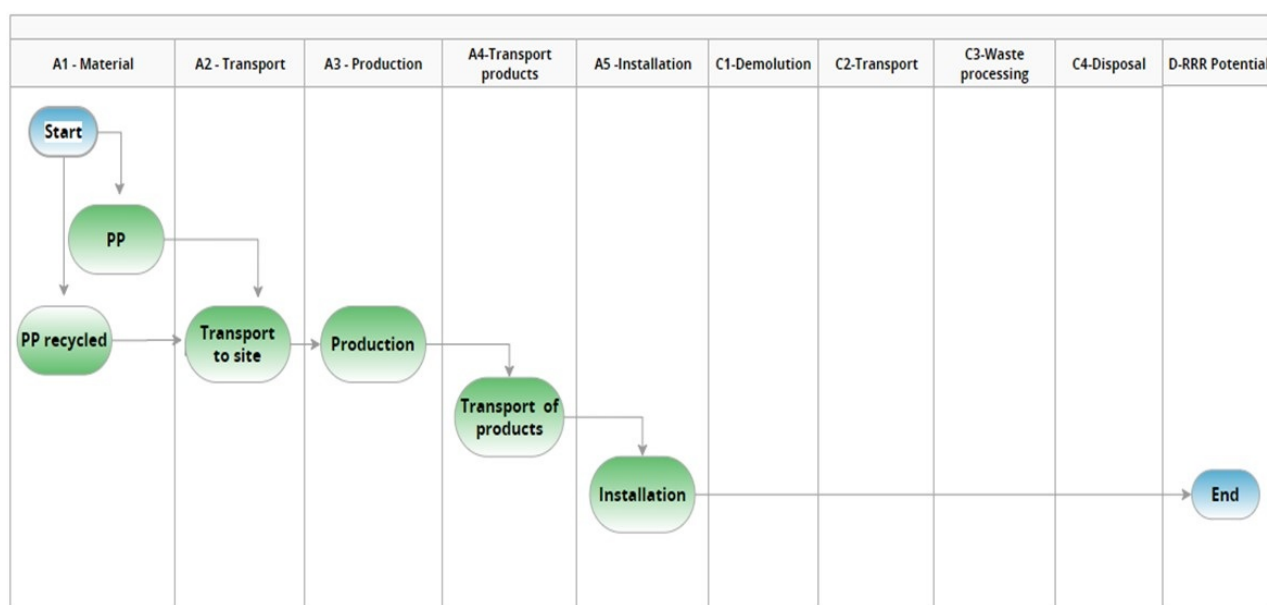 A1 - Material
A2 - Transport
A3 - Production
A4-Transport
products
A5 -Installation
C1-Demolution
C2-Transport
C3-Waste
processing
C4-Disposal
D-RRR Potential
Start
PP
PP recycled
Transport
to site
Production
Transport of
products
Installation
End